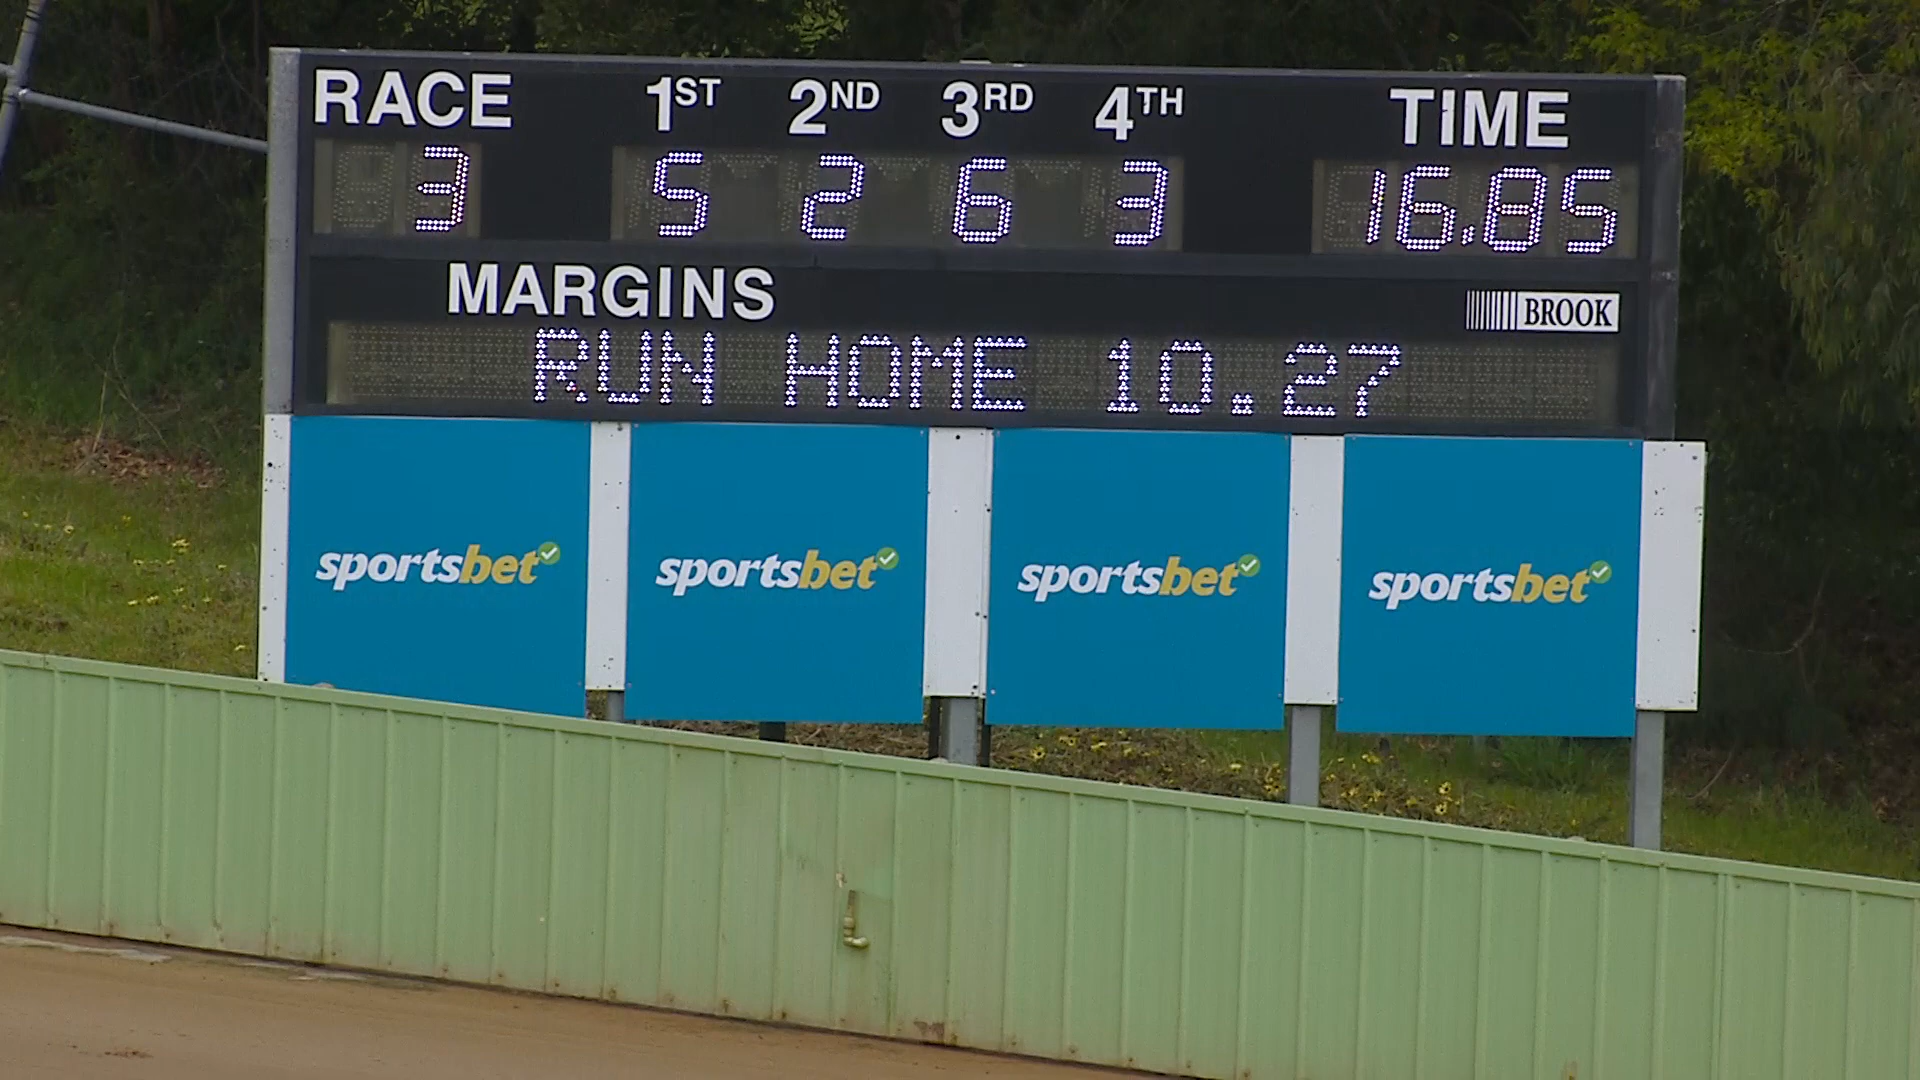 RACE 1ST 2ND 3RD 4TH TIME
3 5 2 6 3 16.85
MARGINS BROOK
RUN HOME 10.27
sportsbet sportsbet sportsbet sportsbet